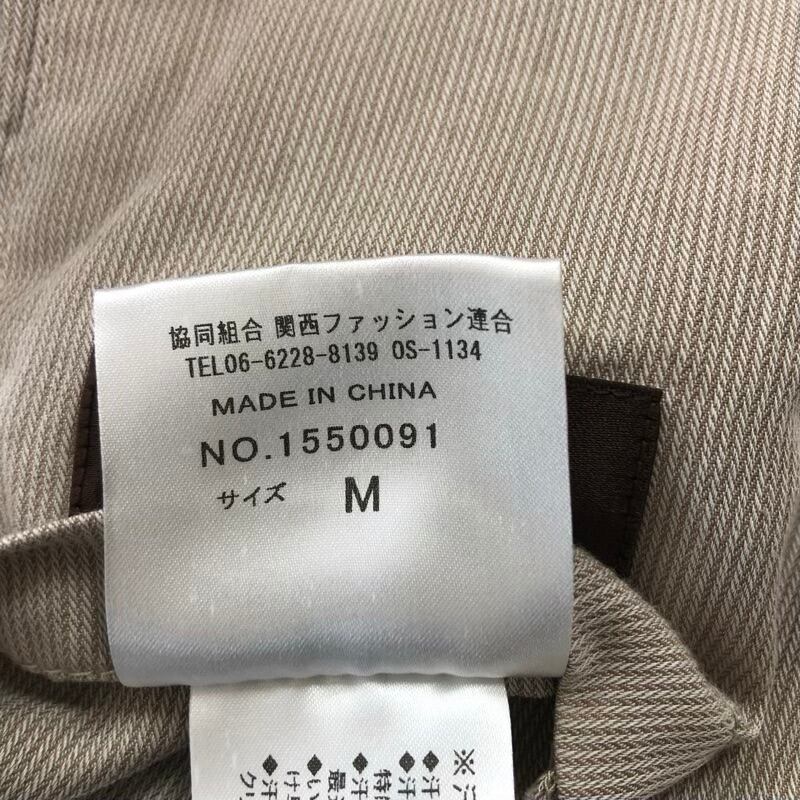 協同組合 関西ファッション連合
TEL06-6228-8139 OS-1134
MADE IN CHINA
NO.1550091
サイズ M